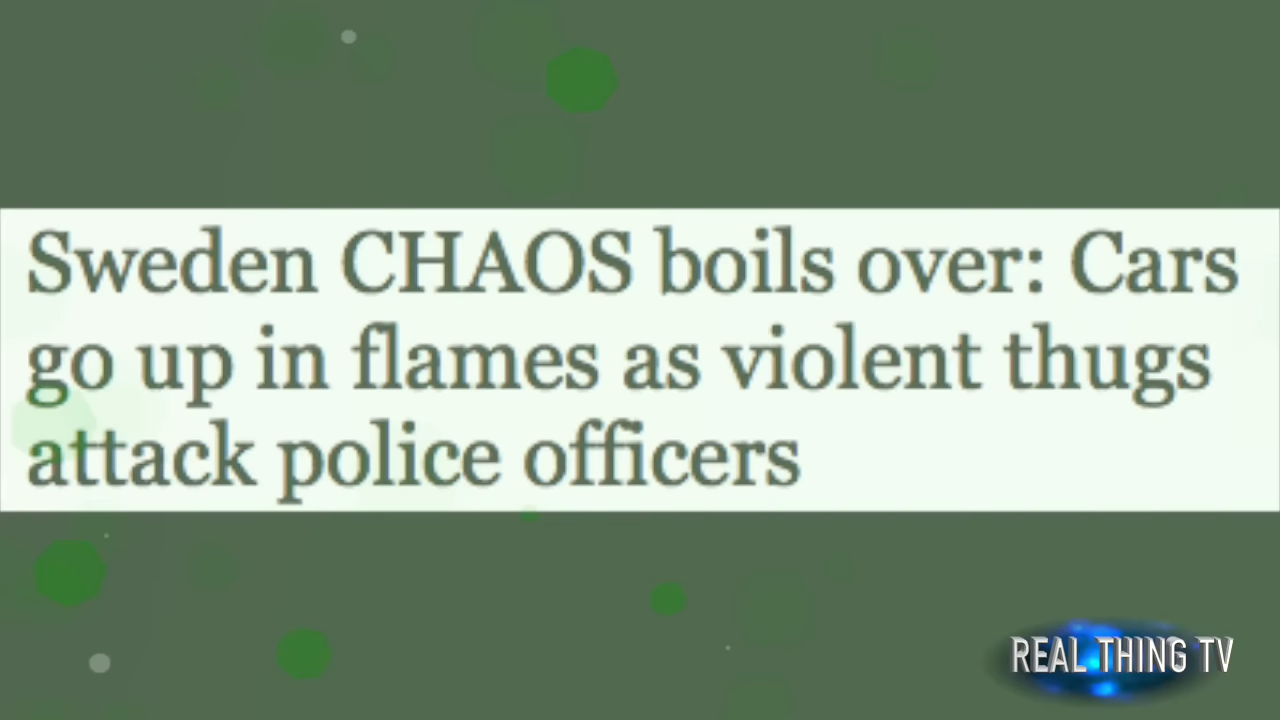 Sweden CHAOS boils over: Cars
go up in flames as violent thugs
attack police officers
REAL THING TV